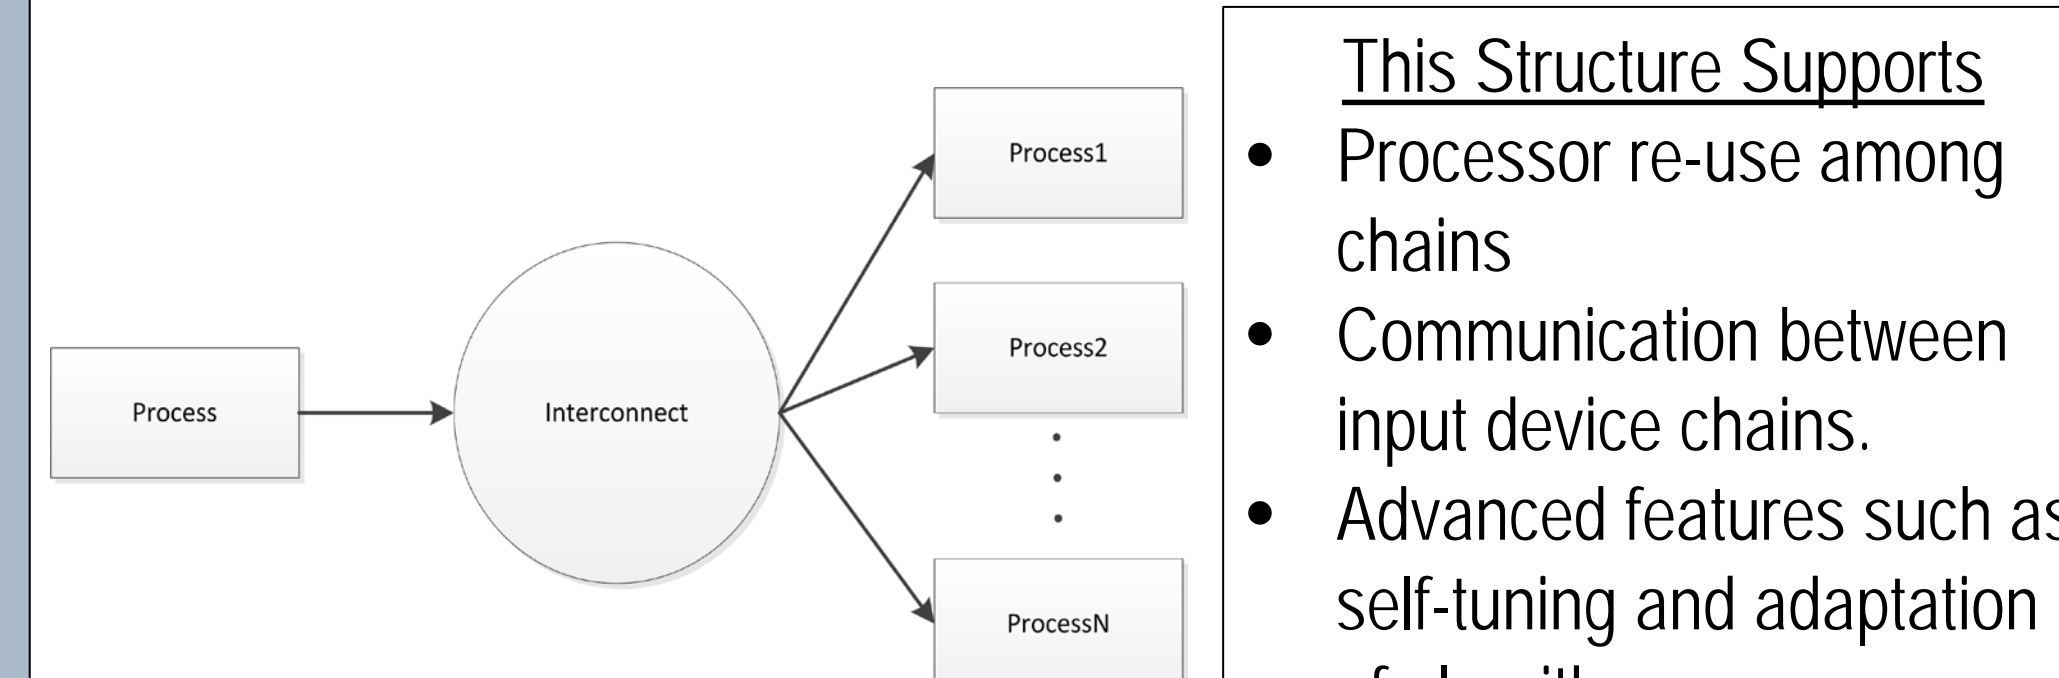 Process
Interconnect
Process1
Process2
ProcessN
This Structure Supports
• Processor re-use among
chains
• Communication between
input device chains.
• Advanced features such as
self-tuning and adaptation